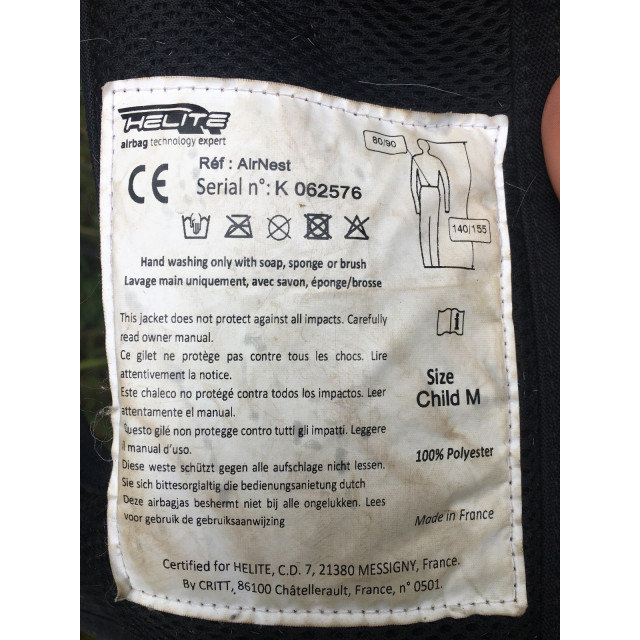 HELITE
airbag technology expert
80/90
Réf : AirNest
CE
Serial n°: K 062576
140/155
Hand washing only with soap, sponge or brush
Lavage main uniquement, avec savon, éponge/brosse
This jacket does not protect against all impacts. Carefully
read owner manual.
Ce gilet ne protège pas contre tous les chocs. Lire
attentivement la notice.
Este chaleco no protegé contra todos los impactos. Leer
attentamente el manual.
Questo gilé non protegge contro tutti gli impatti. Leggere
il manual d'uso.
Diese weste schützt gegen alle aufschlage nicht lessen.
Sie sich bittesorglaltig die bedienungsanietung dutch
Deze airbagjas beshermt niet bij alle ongelukken. Lees
voor gebruik de gebruiksaanwijzing
i
Size
Child M
100% Polyester
Made in France
Certified for HELITE, C.D. 7, 21380 MESSIGNY, France.
By CRITT, 86100 Châtellerault, France, n° 0501.